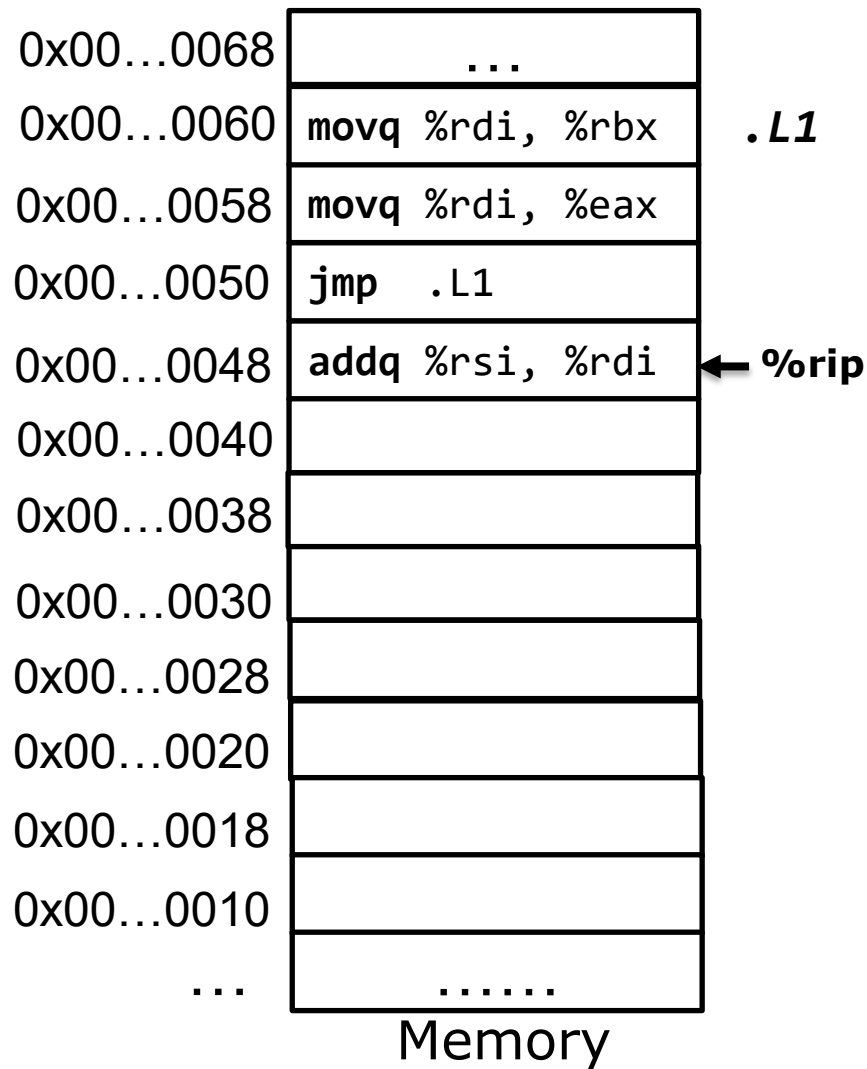 0x00…0068 ...
0x00…0060 movq %rdi, %rbx .L1
0x00…0058 movq %rdi, %eax
0x00…0050 jmp .L1
0x00…0048 addq %rsi, %rdi %rip
0x00…0040
0x00…0038
0x00…0030
0x00…0028
0x00…0020
0x00…0018
0x00…0010
... ......
Memory